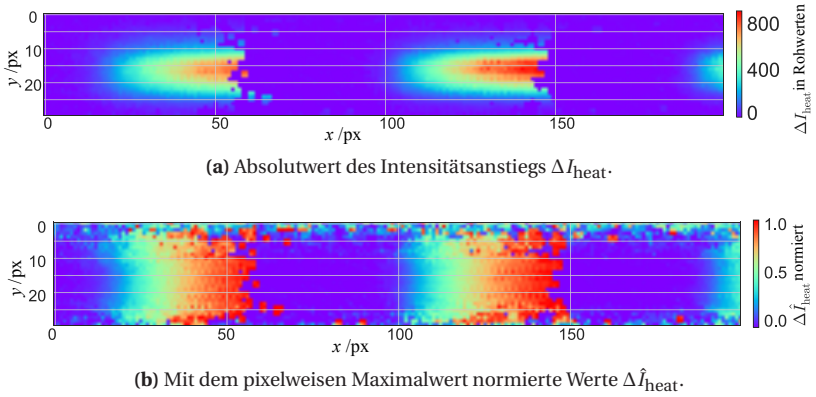 0
10
20
y /px
0
50
100
150
x /px
800
400
0
ΔI_heat in Rohwerten
(a) Absolutwert des Intensitätsanstiegs ΔI_heat.
0
10
20
y /px
0
50
100
150
x /px
1.0
0.5
0.0
ΔÎ_heat normiert
(b) Mit dem pixelweisen Maximalwert normierte Werte ΔÎ_heat.